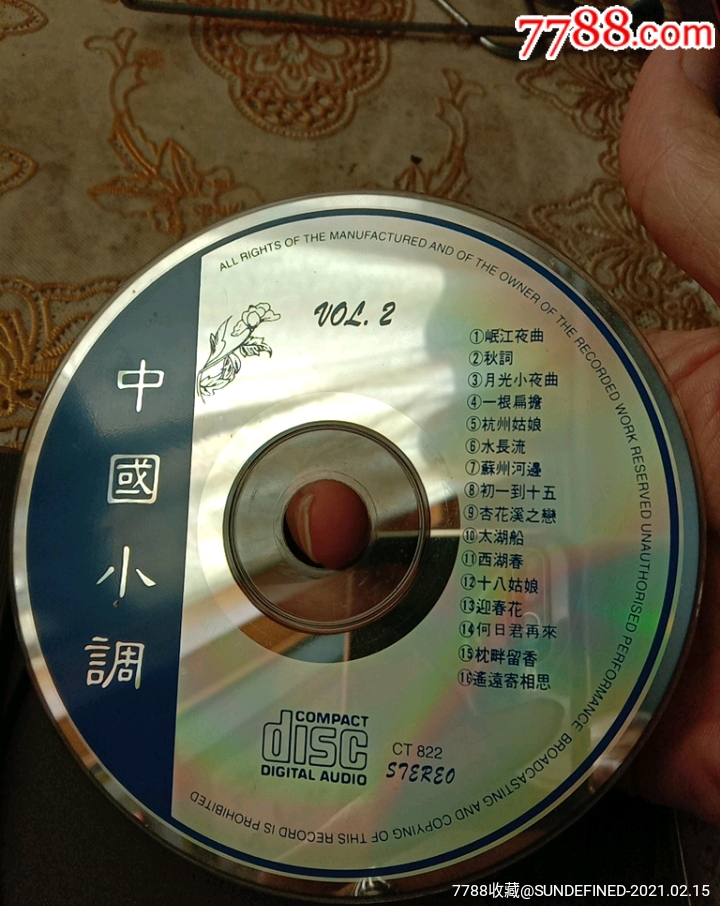 7788.com
ALL RIGHTS OF THE MANUFACTURED AND OF THE OWNER OF THE RECORDED WORK RESERVED UNAUTHORISED PERFORMANCE BROADCASTING AND COPYING OF THIS RECORD IS PROHIBITED
VOL. 2
中國小調
①岷江夜曲
②秋詞
③月光小夜曲
④一根扁擔
⑤杭州姑娘
⑥水長流
⑦蘇州河邊
⑧初一到十五
⑨杏花溪之戀
⑩太湖船
⑪西湖春
⑫十八姑娘
⑬迎春花
⑭何日君再來
⑮枕畔留香
⑯遙遠寄相思
COMPACT
disc
DIGITAL AUDIO
CT 822
STEREO
7788收藏@SUNDEFINED-2021.02.15